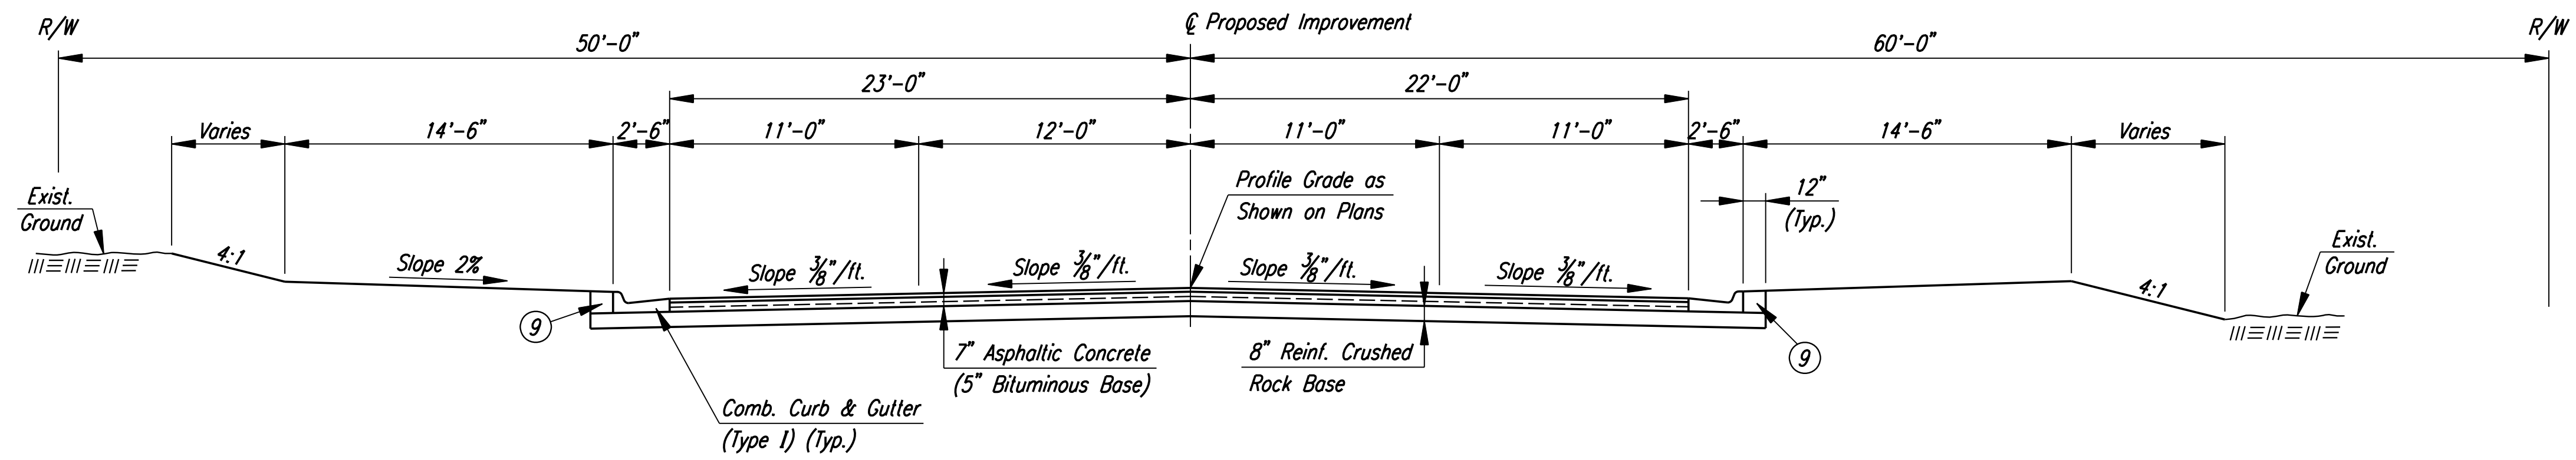 R/W
℄ Proposed Improvement
R/W
50'-0"
60'-0"
23'-0"
22'-0"
Varies
14'-6"
2'-6"
11'-0"
12'-0"
11'-0"
11'-0"
2'-6"
14'-6"
Varies
Exist.
Ground
Profile Grade as
Shown on Plans
12"
(Typ.)
Exist.
Ground
4:1
Slope 2%
Slope 3/8"/ft.
Slope 3/8"/ft.
Slope 3/8"/ft.
Slope 3/8"/ft.
4:1
9
9
7" Asphaltic Concrete
(5" Bituminous Base)
8" Reinf. Crushed
Rock Base
Comb. Curb & Gutter
(Type I) (Typ.)